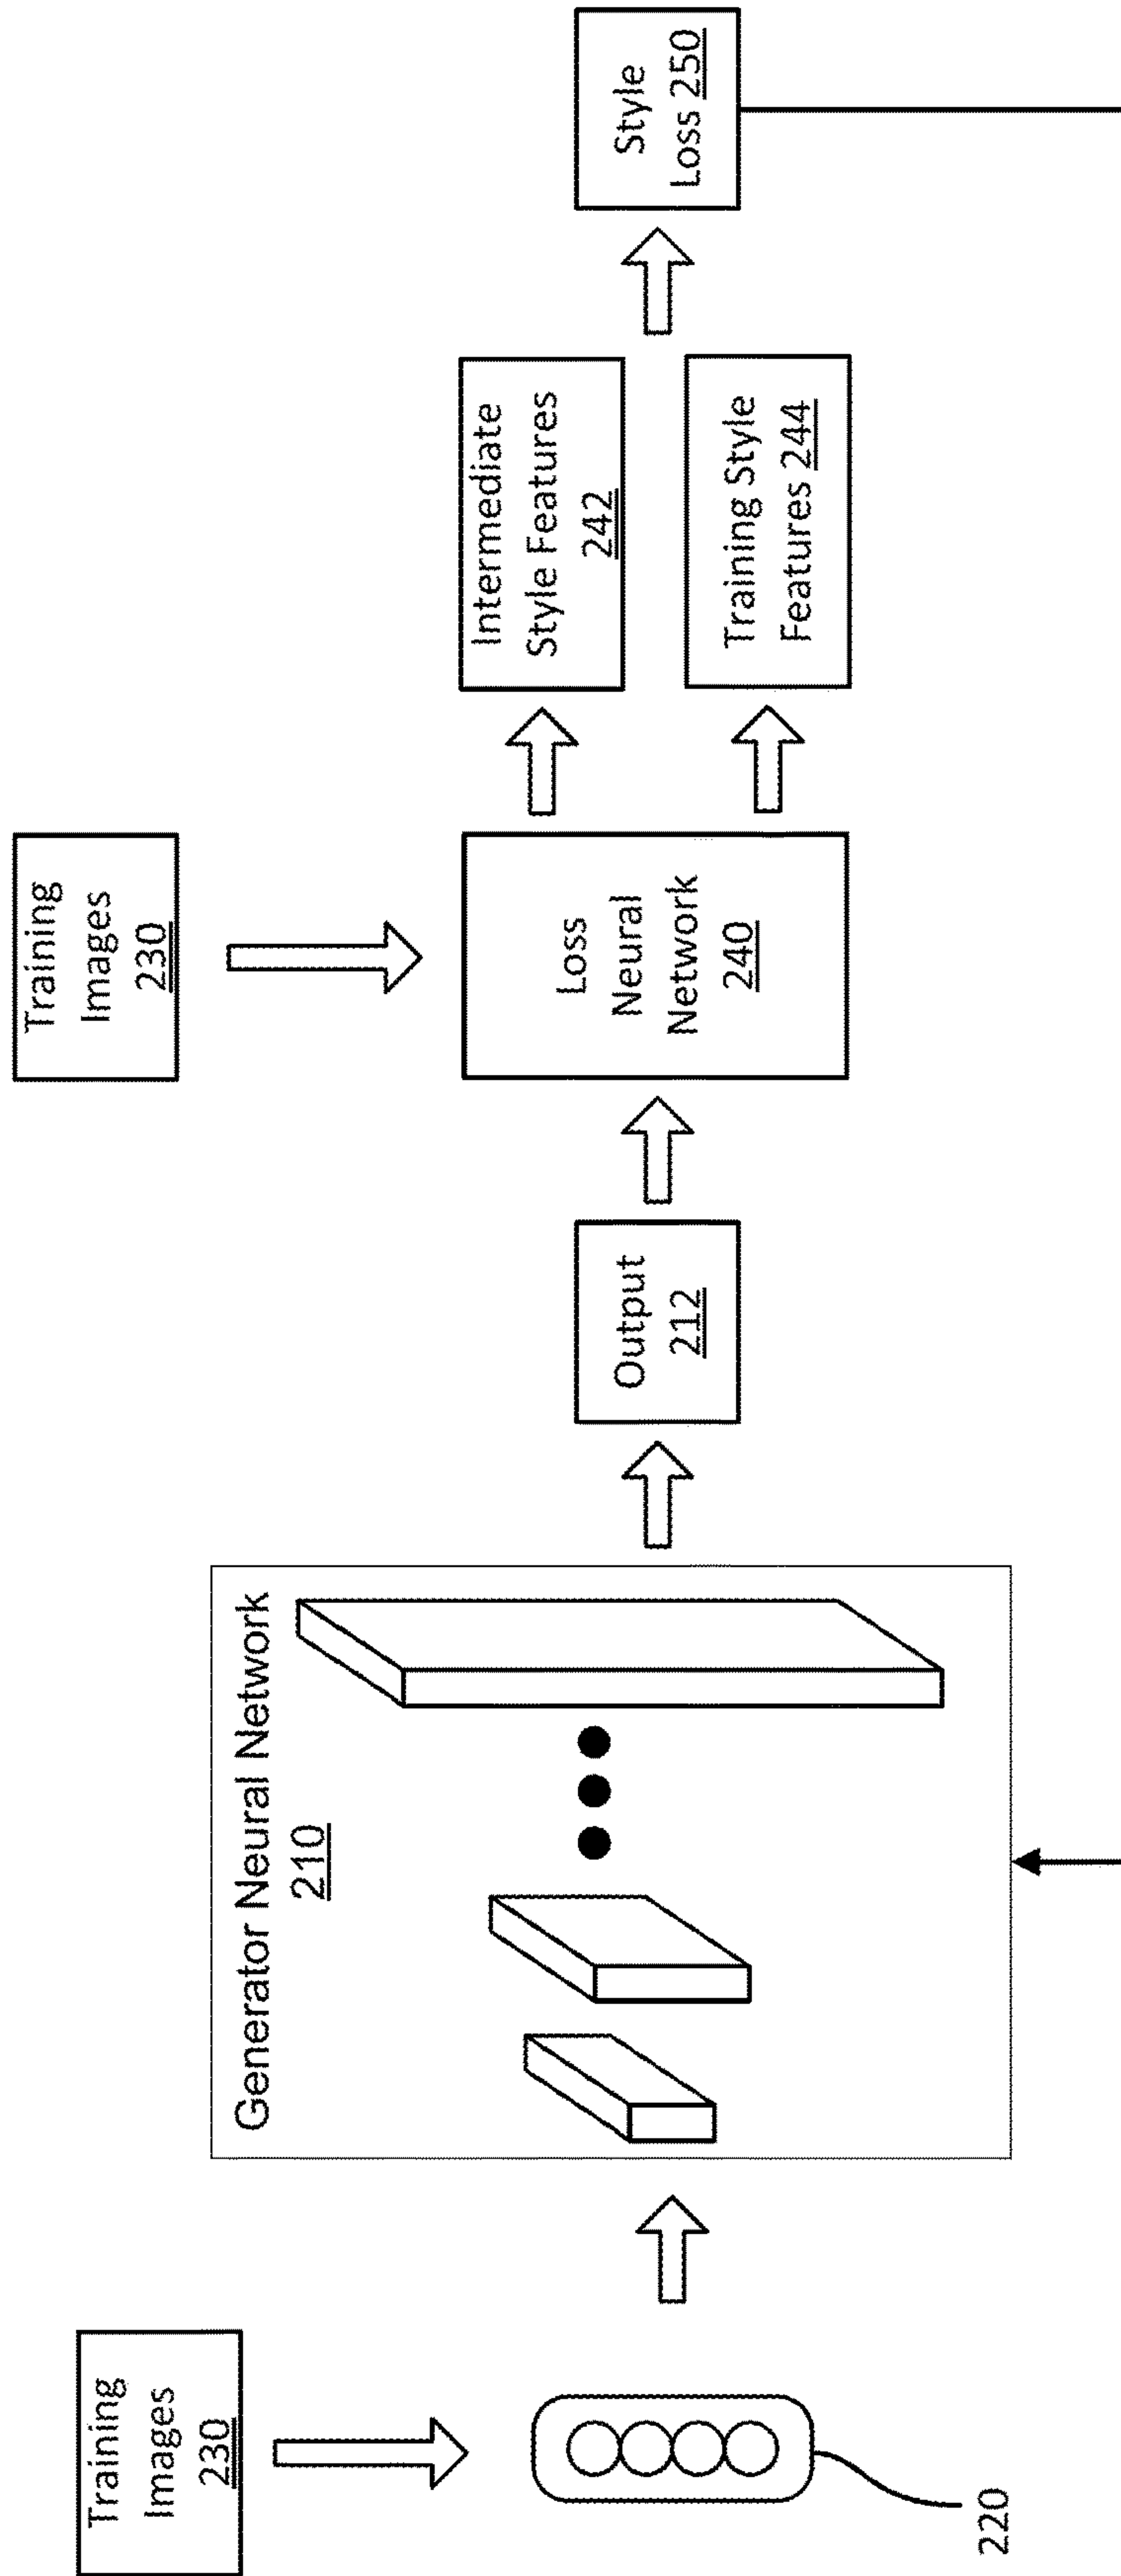 Training
Images
230
220
Generator Neural Network
210
Output
212
Training
Images
230
Loss
Neural
Network
240
Intermediate
Style Features
242
Training Style
Features 244
Style
Loss 250